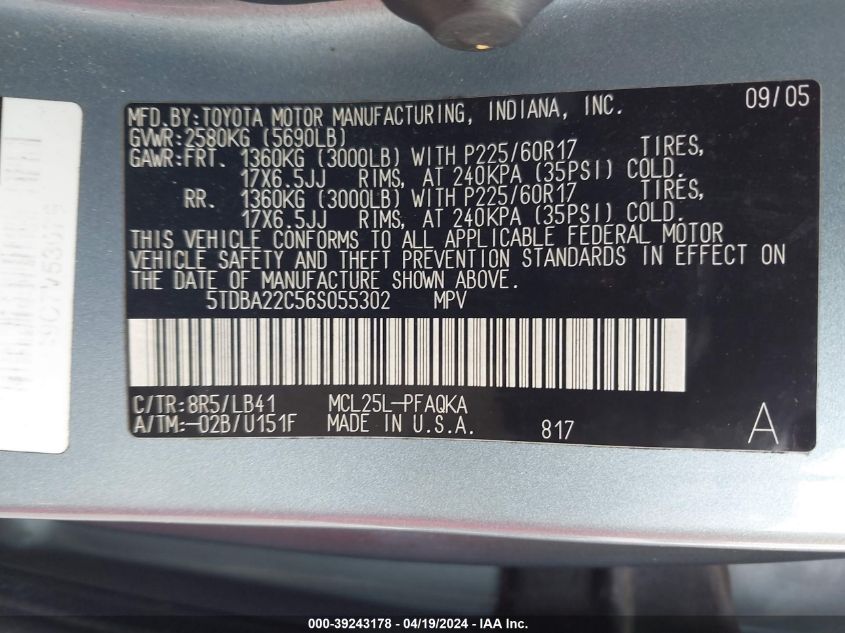 MFD.BY:TOYOTA MOTOR MANUFACTURING, INDIANA, INC. 09/05
GVWR:2580KG (5690LB)
GAWR:FRT. 1360KG (3000LB) WITH P225/60R17 TIRES,
17X6.5JJ RIMS, AT 240KPA (35PSI) COLD.
RR. 1360KG (3000LB) WITH P225/60R17 TIRES,
17X6.5JJ RIMS, AT 240KPA (35PSI) COLD.
THIS VEHICLE CONFORMS TO ALL APPLICABLE FEDERAL MOTOR
VEHICLE SAFETY AND THEFT PREVENTION STANDARDS IN EFFECT ON
THE DATE OF MANUFACTURE SHOWN ABOVE.
5TDBA22C56S055302 MPV
C/TR:8R5/LB41 MCL25L-PFAQKA
A/TM:-02B/U151F MADE IN U.S.A. 817 A
000-39243178 - 04/19/2024 - IAA Inc.